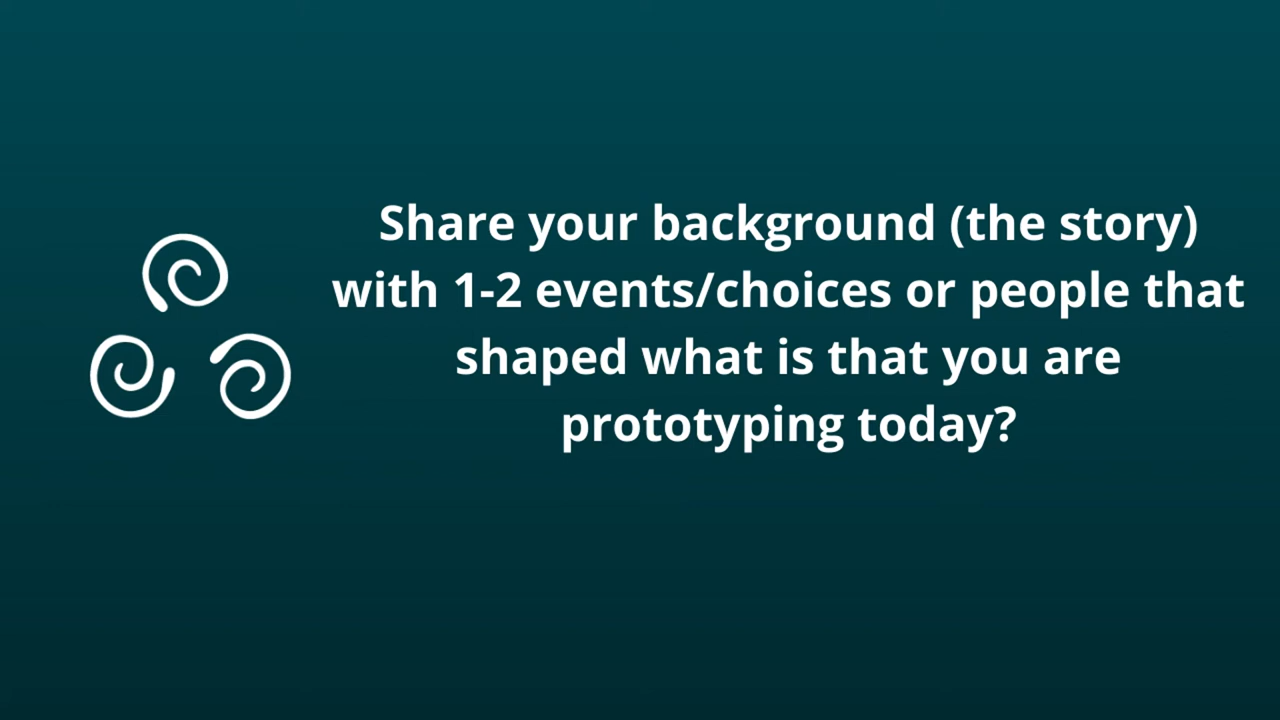 Share your background (the story)
with 1-2 events/choices or people that
shaped what is that you are
prototyping today?